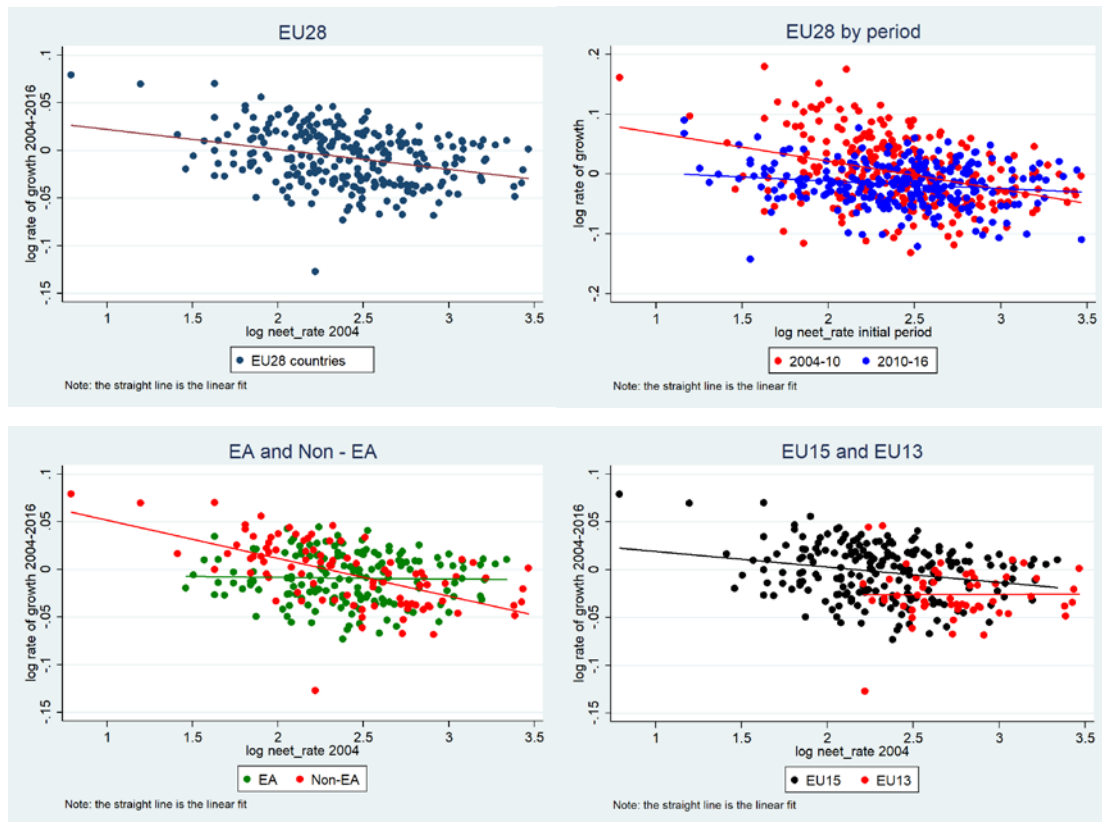 EU28
log rate of growth 2004-2016
.1
.05
0
-.05
-.1
-.15
1 1.5 2 2.5 3 3.5
log neet_rate 2004
EU28 countries
Note: the straight line is the linear fit
EU28 by period
log rate of growth
.2
.1
0
-.1
-.2
1 1.5 2 2.5 3 3.5
log neet_rate initial period
2004-10 2010-16
Note: the straight line is the linear fit
EA and Non - EA
log rate of growth 2004-2016
.1
.05
0
-.05
-.1
-.15
1 1.5 2 2.5 3 3.5
log neet_rate 2004
EA Non-EA
Note: the straight line is the linear fit
EU15 and EU13
log rate of growth 2004-2016
.1
.05
0
-.05
-.1
-.15
1 1.5 2 2.5 3 3.5
log neet_rate 2004
EU15 EU13
Note: the straight line is the linear fit